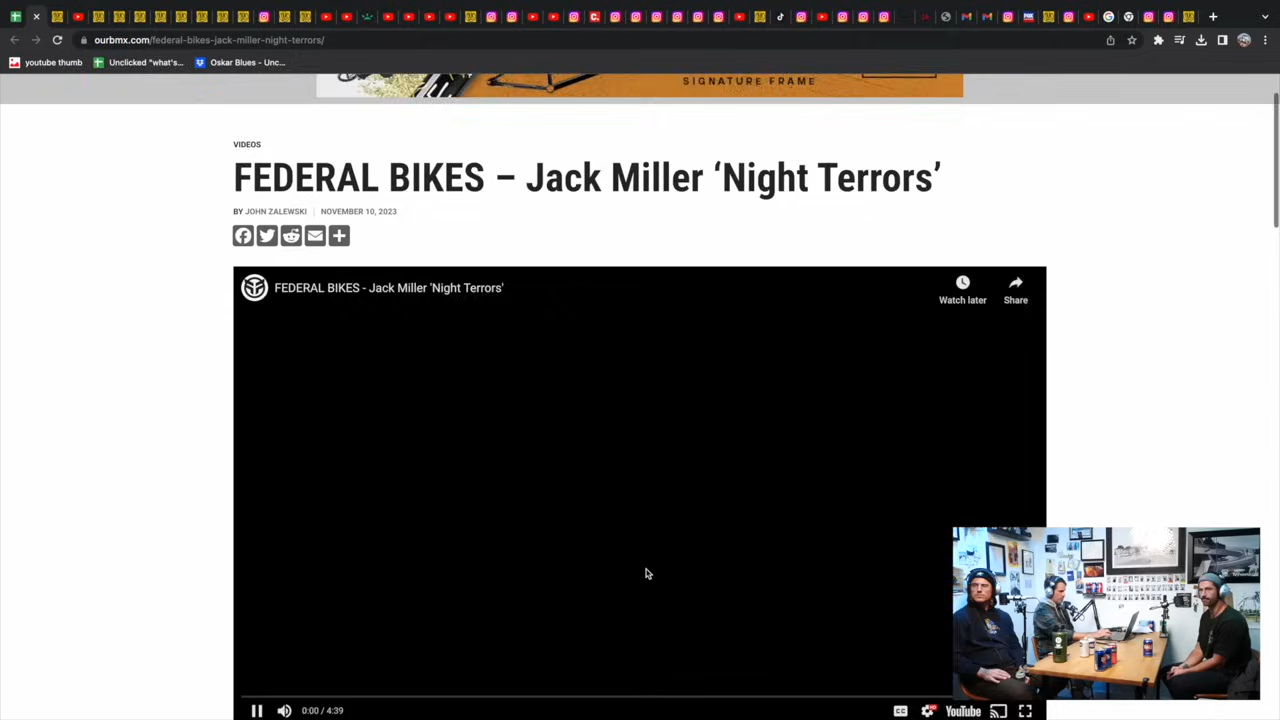 ourbmx.com/federal-bikes-jack-miller-night-terrors/
youtube thumb
Unclicked "what's...
Oskar Blues - Unc...
SIGNATURE FRAME
VIDEOS
FEDERAL BIKES – Jack Miller ‘Night Terrors’
BY JOHN ZALEWSKI | NOVEMBER 10, 2023
FEDERAL BIKES - Jack Miller 'Night Terrors'
Watch later
Share
0:00 / 4:39
CC
HD
YouTube